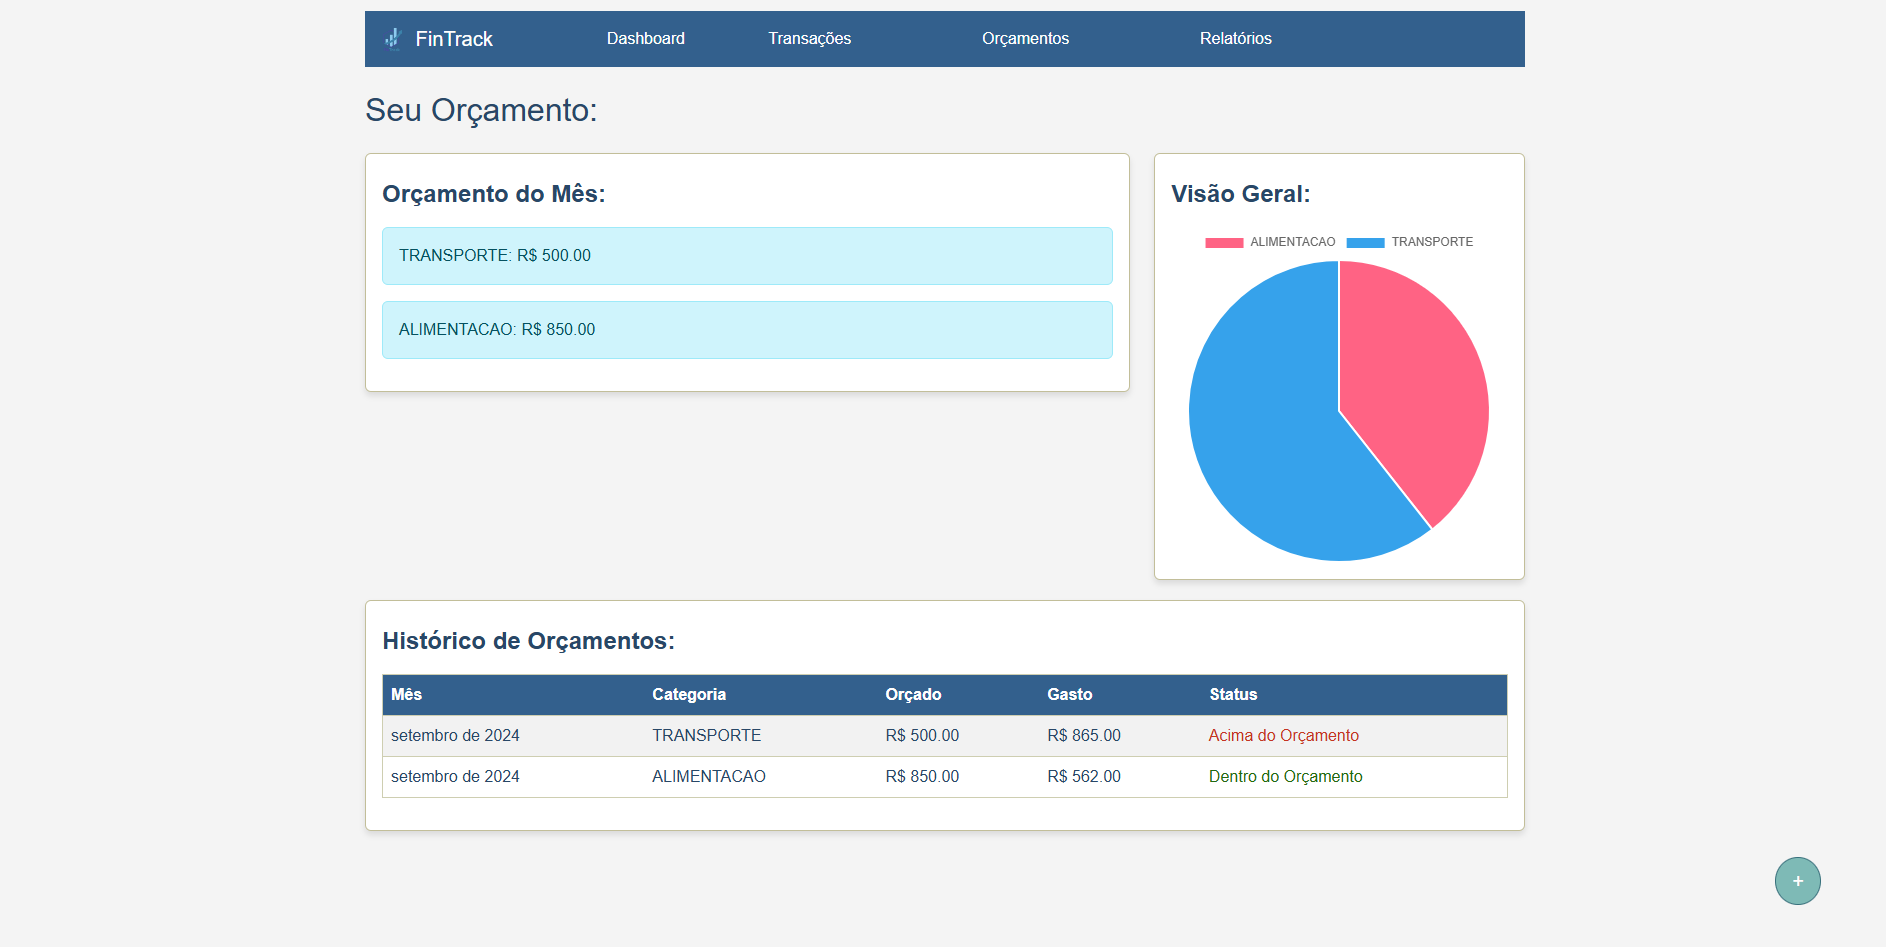 FinTrack Dashboard Transações Orçamentos Relatórios
Seu Orçamento:
Orçamento do Mês:
TRANSPORTE: R$ 500.00
ALIMENTACAO: R$ 850.00
Visão Geral:
ALIMENTACAO TRANSPORTE
Histórico de Orçamentos:
Mês Categoria Orçado Gasto Status
setembro de 2024 TRANSPORTE R$ 500.00 R$ 865.00 Acima do Orçamento
setembro de 2024 ALIMENTACAO R$ 850.00 R$ 562.00 Dentro do Orçamento
+